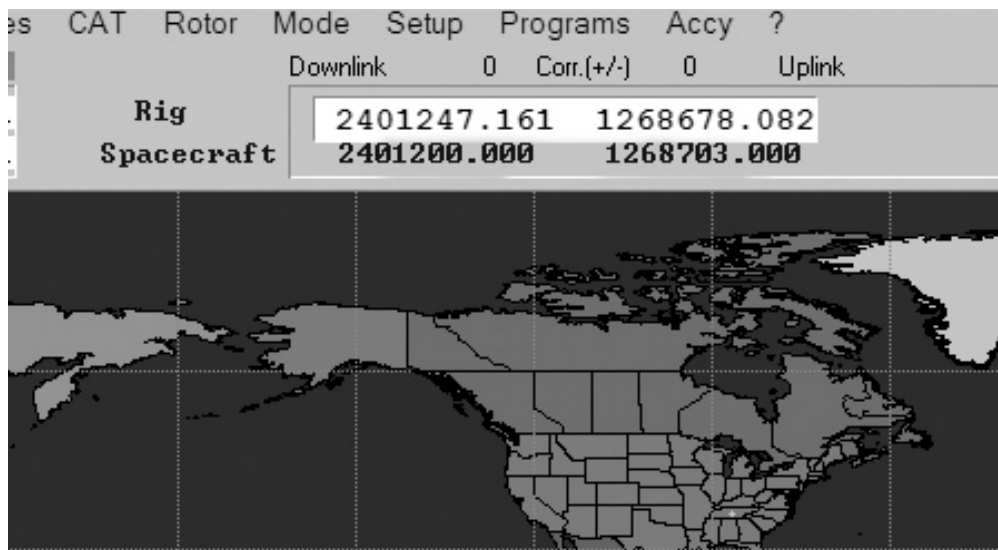 es CAT Rotor Mode Setup Programs Accy ?
Downlink 0 Corr.(+/-) 0 Uplink
Rig 2401247.161 1268678.082
Spacecraft 2401200.000 1268703.000